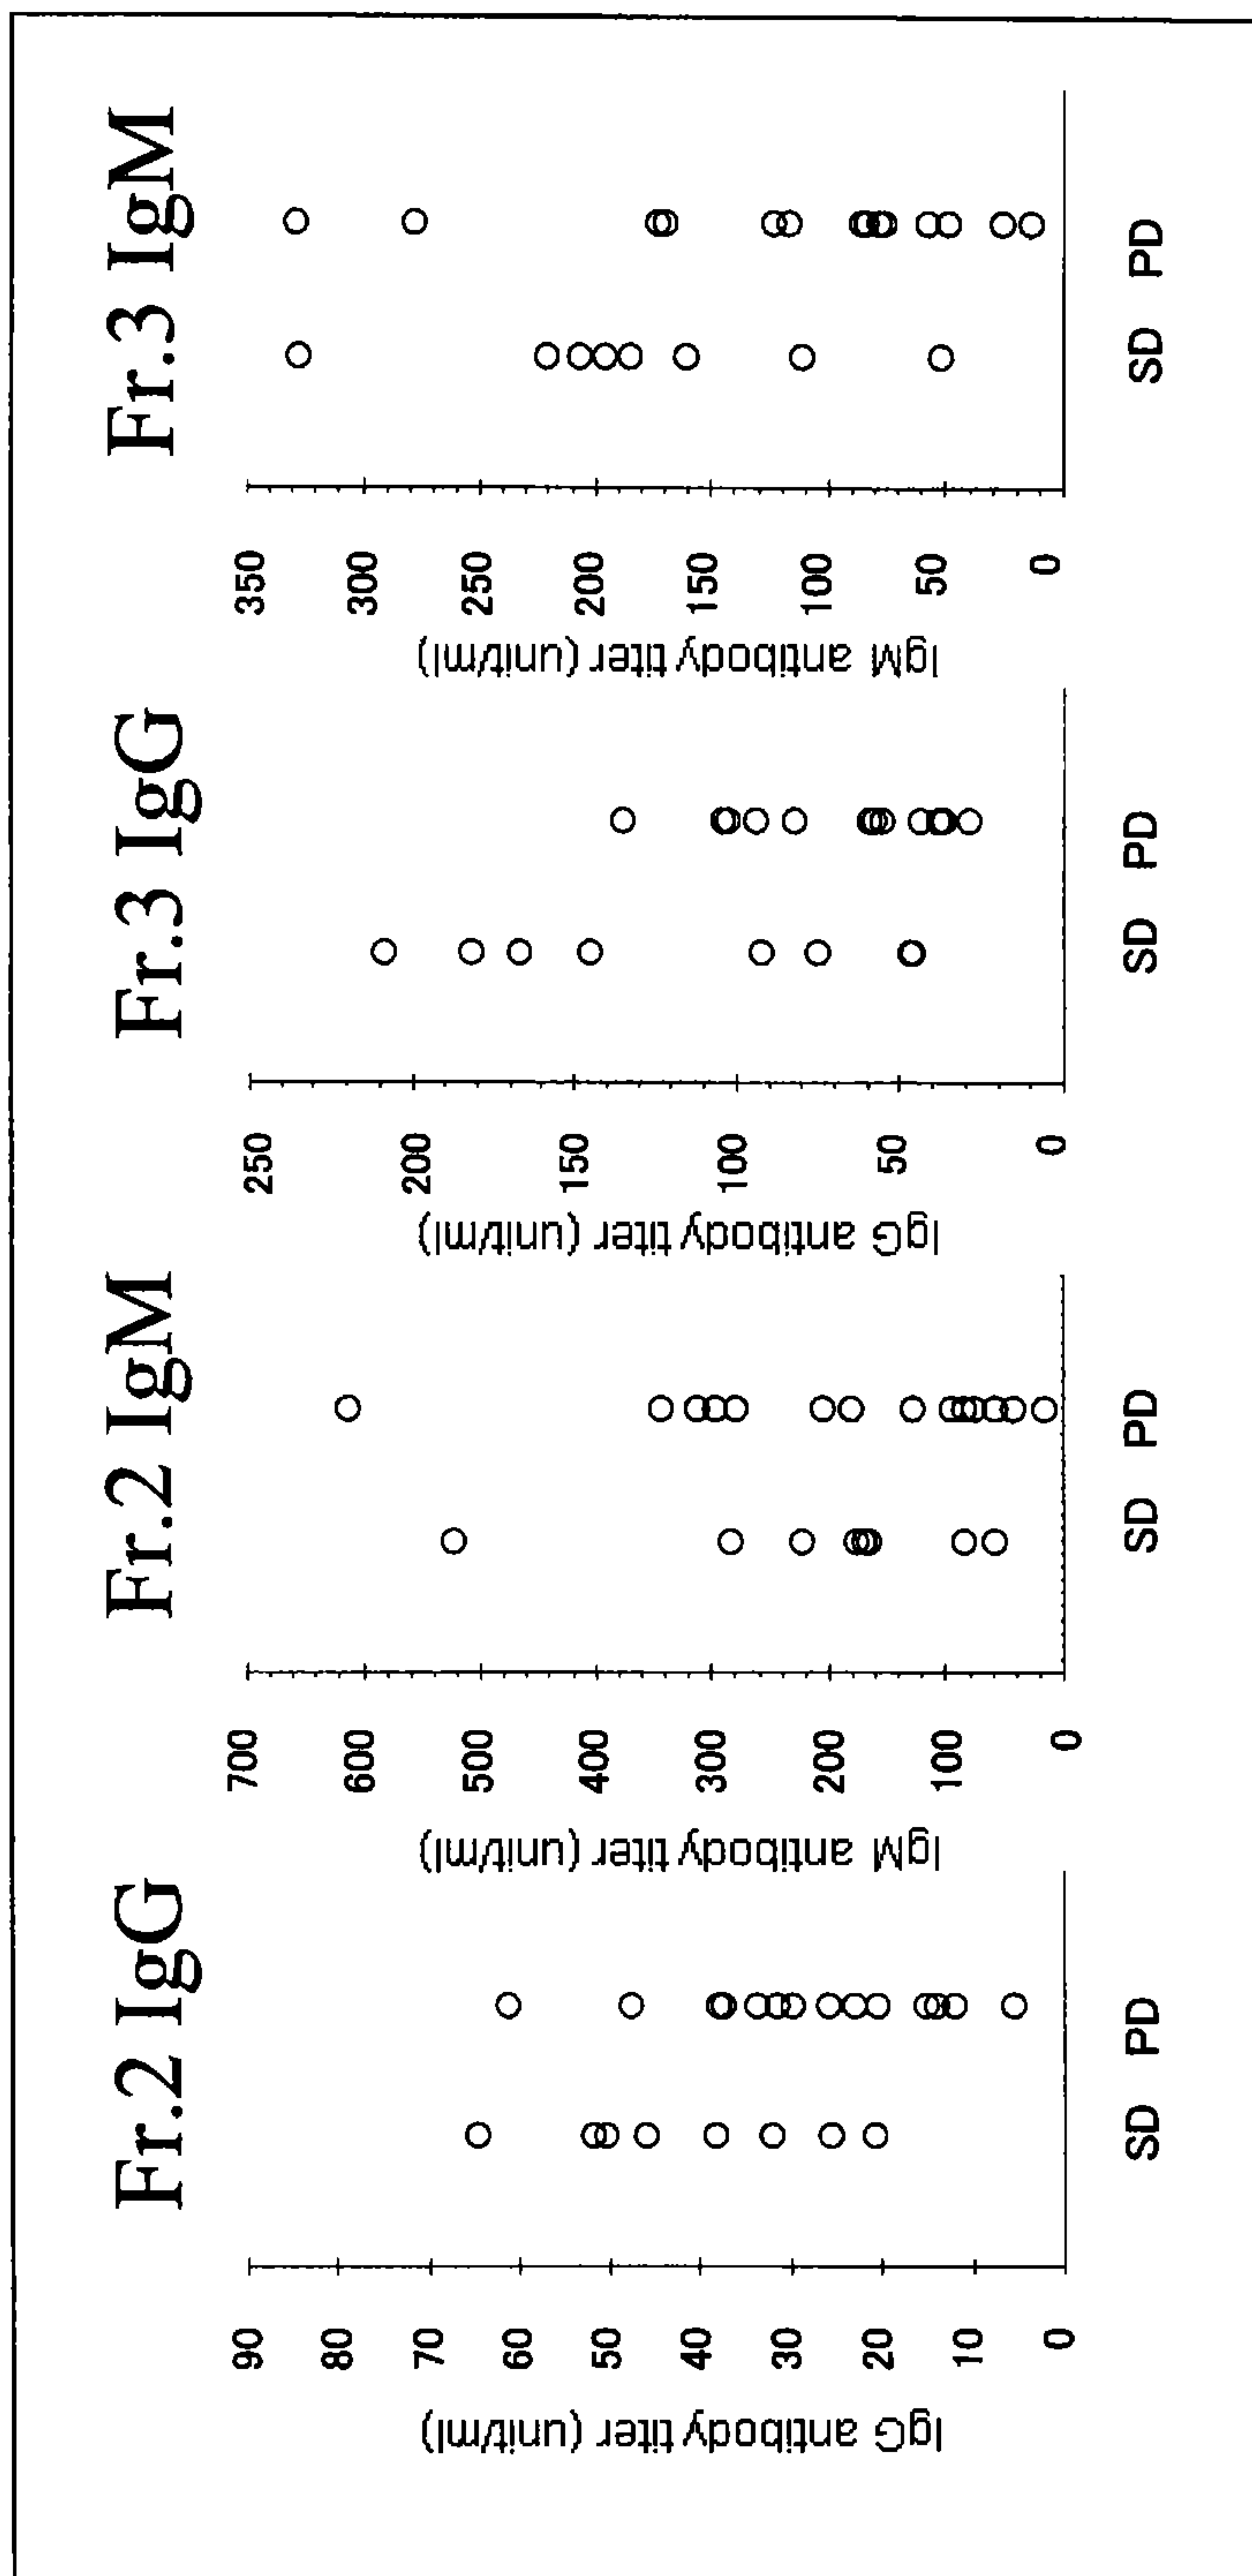 Fr.2 IgG
IgG antibody titer (unit/ml)
90
80
70
60
50
40
30
20
10
0
SD PD
Fr.2 IgM
IgM antibody titer (unit/ml)
700
600
500
400
300
200
100
0
SD PD
Fr.3 IgG
IgG antibody titer (unit/ml)
250
200
150
100
50
0
SD PD
Fr.3 IgM
IgM antibody titer (unit/ml)
350
300
250
200
150
100
50
0
SD PD